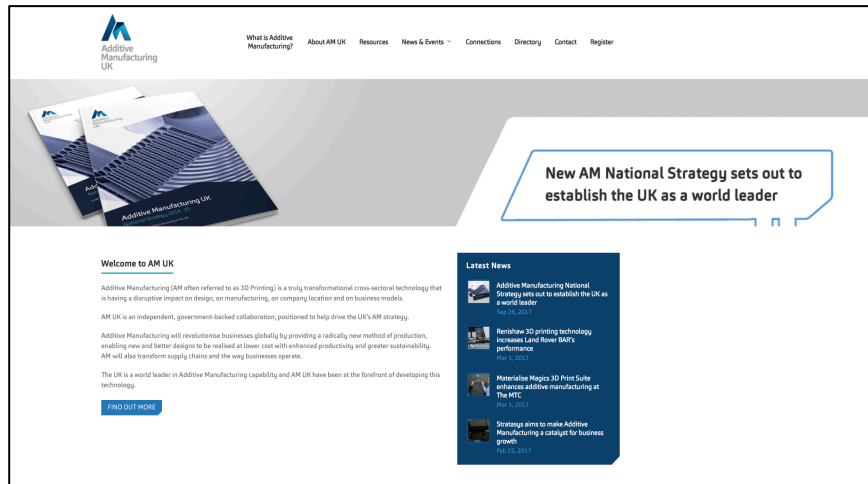 Additive
Manufacturing
UK
What is Additive
Manufacturing?
About AM UK
Resources
News & Events
Connections
Directory
Contact
Register
Additive Manufacturing UK
National Strategy 2018 - 25
New AM National Strategy sets out to
establish the UK as a world leader
Welcome to AM UK
Additive Manufacturing (AM often referred to as 3D Printing) is a truly transformational cross-sectoral technology that
is having a disruptive impact on design, on manufacturing, on company location and on business models.
AM UK is an independent, government-backed collaboration, positioned to help drive the UK's AM strategy.
Additive Manufacturing will revolutionise businesses globally by providing a radically new method of production,
enabling new and better designs to be realised at lower cost with enhanced productivity and greater sustainability.
AM will also transform supply chains and the way businesses operate.
The UK is a world leader in Additive Manufacturing capability and AM UK have been at the forefront of developing this
technology.
FIND OUT MORE
Latest News
Additive Manufacturing National
Strategy sets out to establish the UK as
a world leader
Sep 26, 2017
Renishaw 3D printing technology
increases Land Rover BAR's
performance
Mar 1, 2017
Materialise Magics 3D Print Suite
enhances additive manufacturing at
The MTC
Mar 1, 2017
Stratasys aims to make Additive
Manufacturing a catalyst for business
growth
Feb 25, 2017